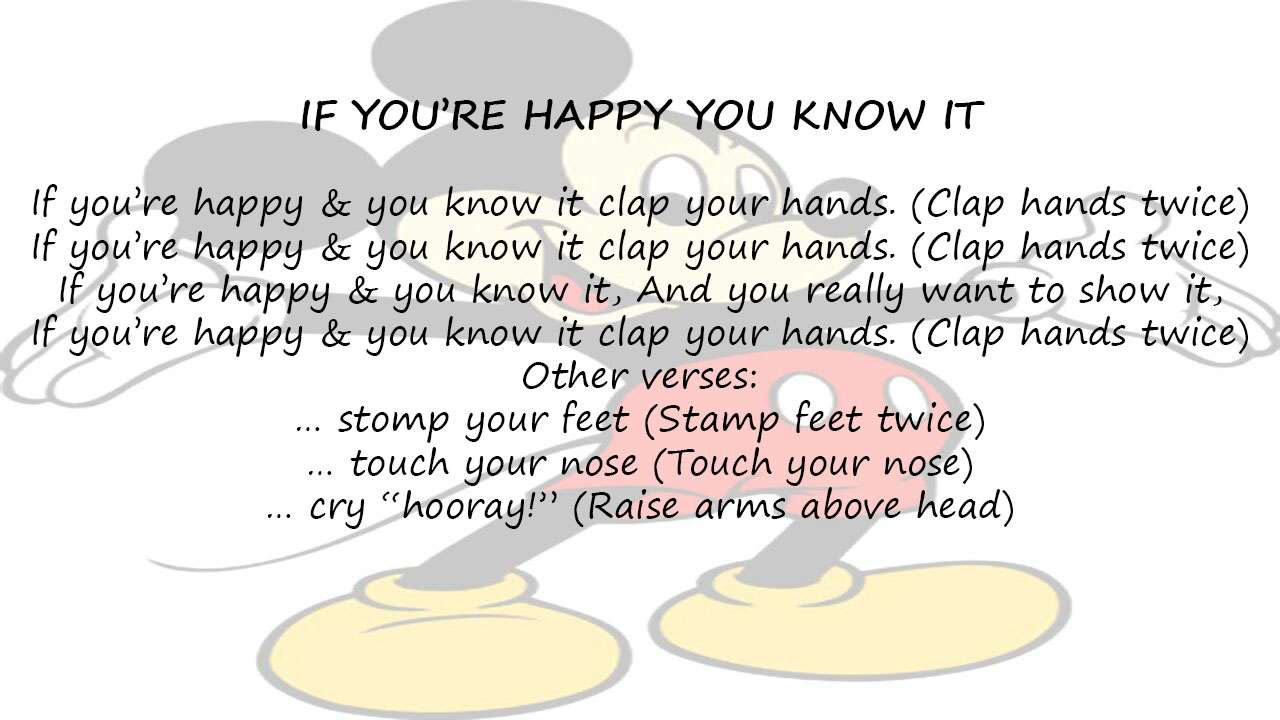 IF YOU’RE HAPPY YOU KNOW IT
If you’re happy & you know it clap your hands. (Clap hands twice)
If you’re happy & you know it clap your hands. (Clap hands twice)
If you’re happy & you know it, And you really want to show it,
If you’re happy & you know it clap your hands. (Clap hands twice)
Other verses:
... stomp your feet (Stamp feet twice)
... touch your nose (Touch your nose)
... cry “hooray!” (Raise arms above head)